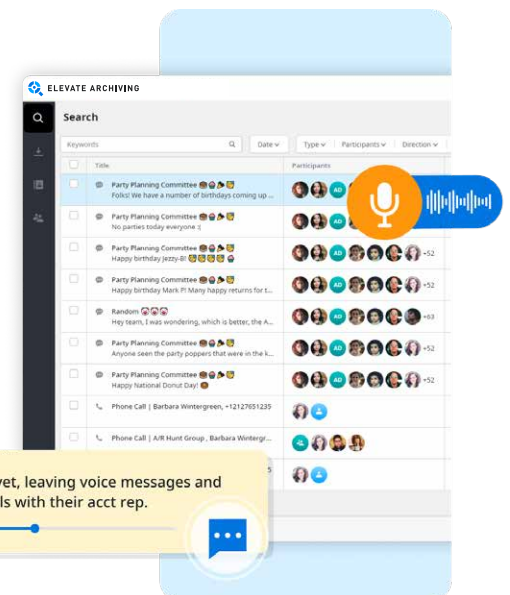 ELEVATE ARCHIVING
Search
Keywords
Date
Type
Participants
Direction
Title
Participants
Party Planning Committee
Folks! We have a number of birthdays coming up ...
AD
Party Planning Committee
No parties today everyone :(
AD
Party Planning Committee
Happy birthday Jezzy-B!
AD
+52
Party Planning Committee
Happy birthday Mark P! Many happy returns for t...
AD
+52
Random
Hey team, I was wondering, which is better, the A...
AD
+63
Party Planning Committee
Anyone seen the party poppers that were in the k...
AD
+52
Party Planning Committee
Happy National Donut Day!
AD
+52
Phone Call | Barbara Wintergreen, +12127651235
Phone Call | A/R Hunt Group , Barbara Wintergr...
5
yet, leaving voice messages and
ls with their acct rep.